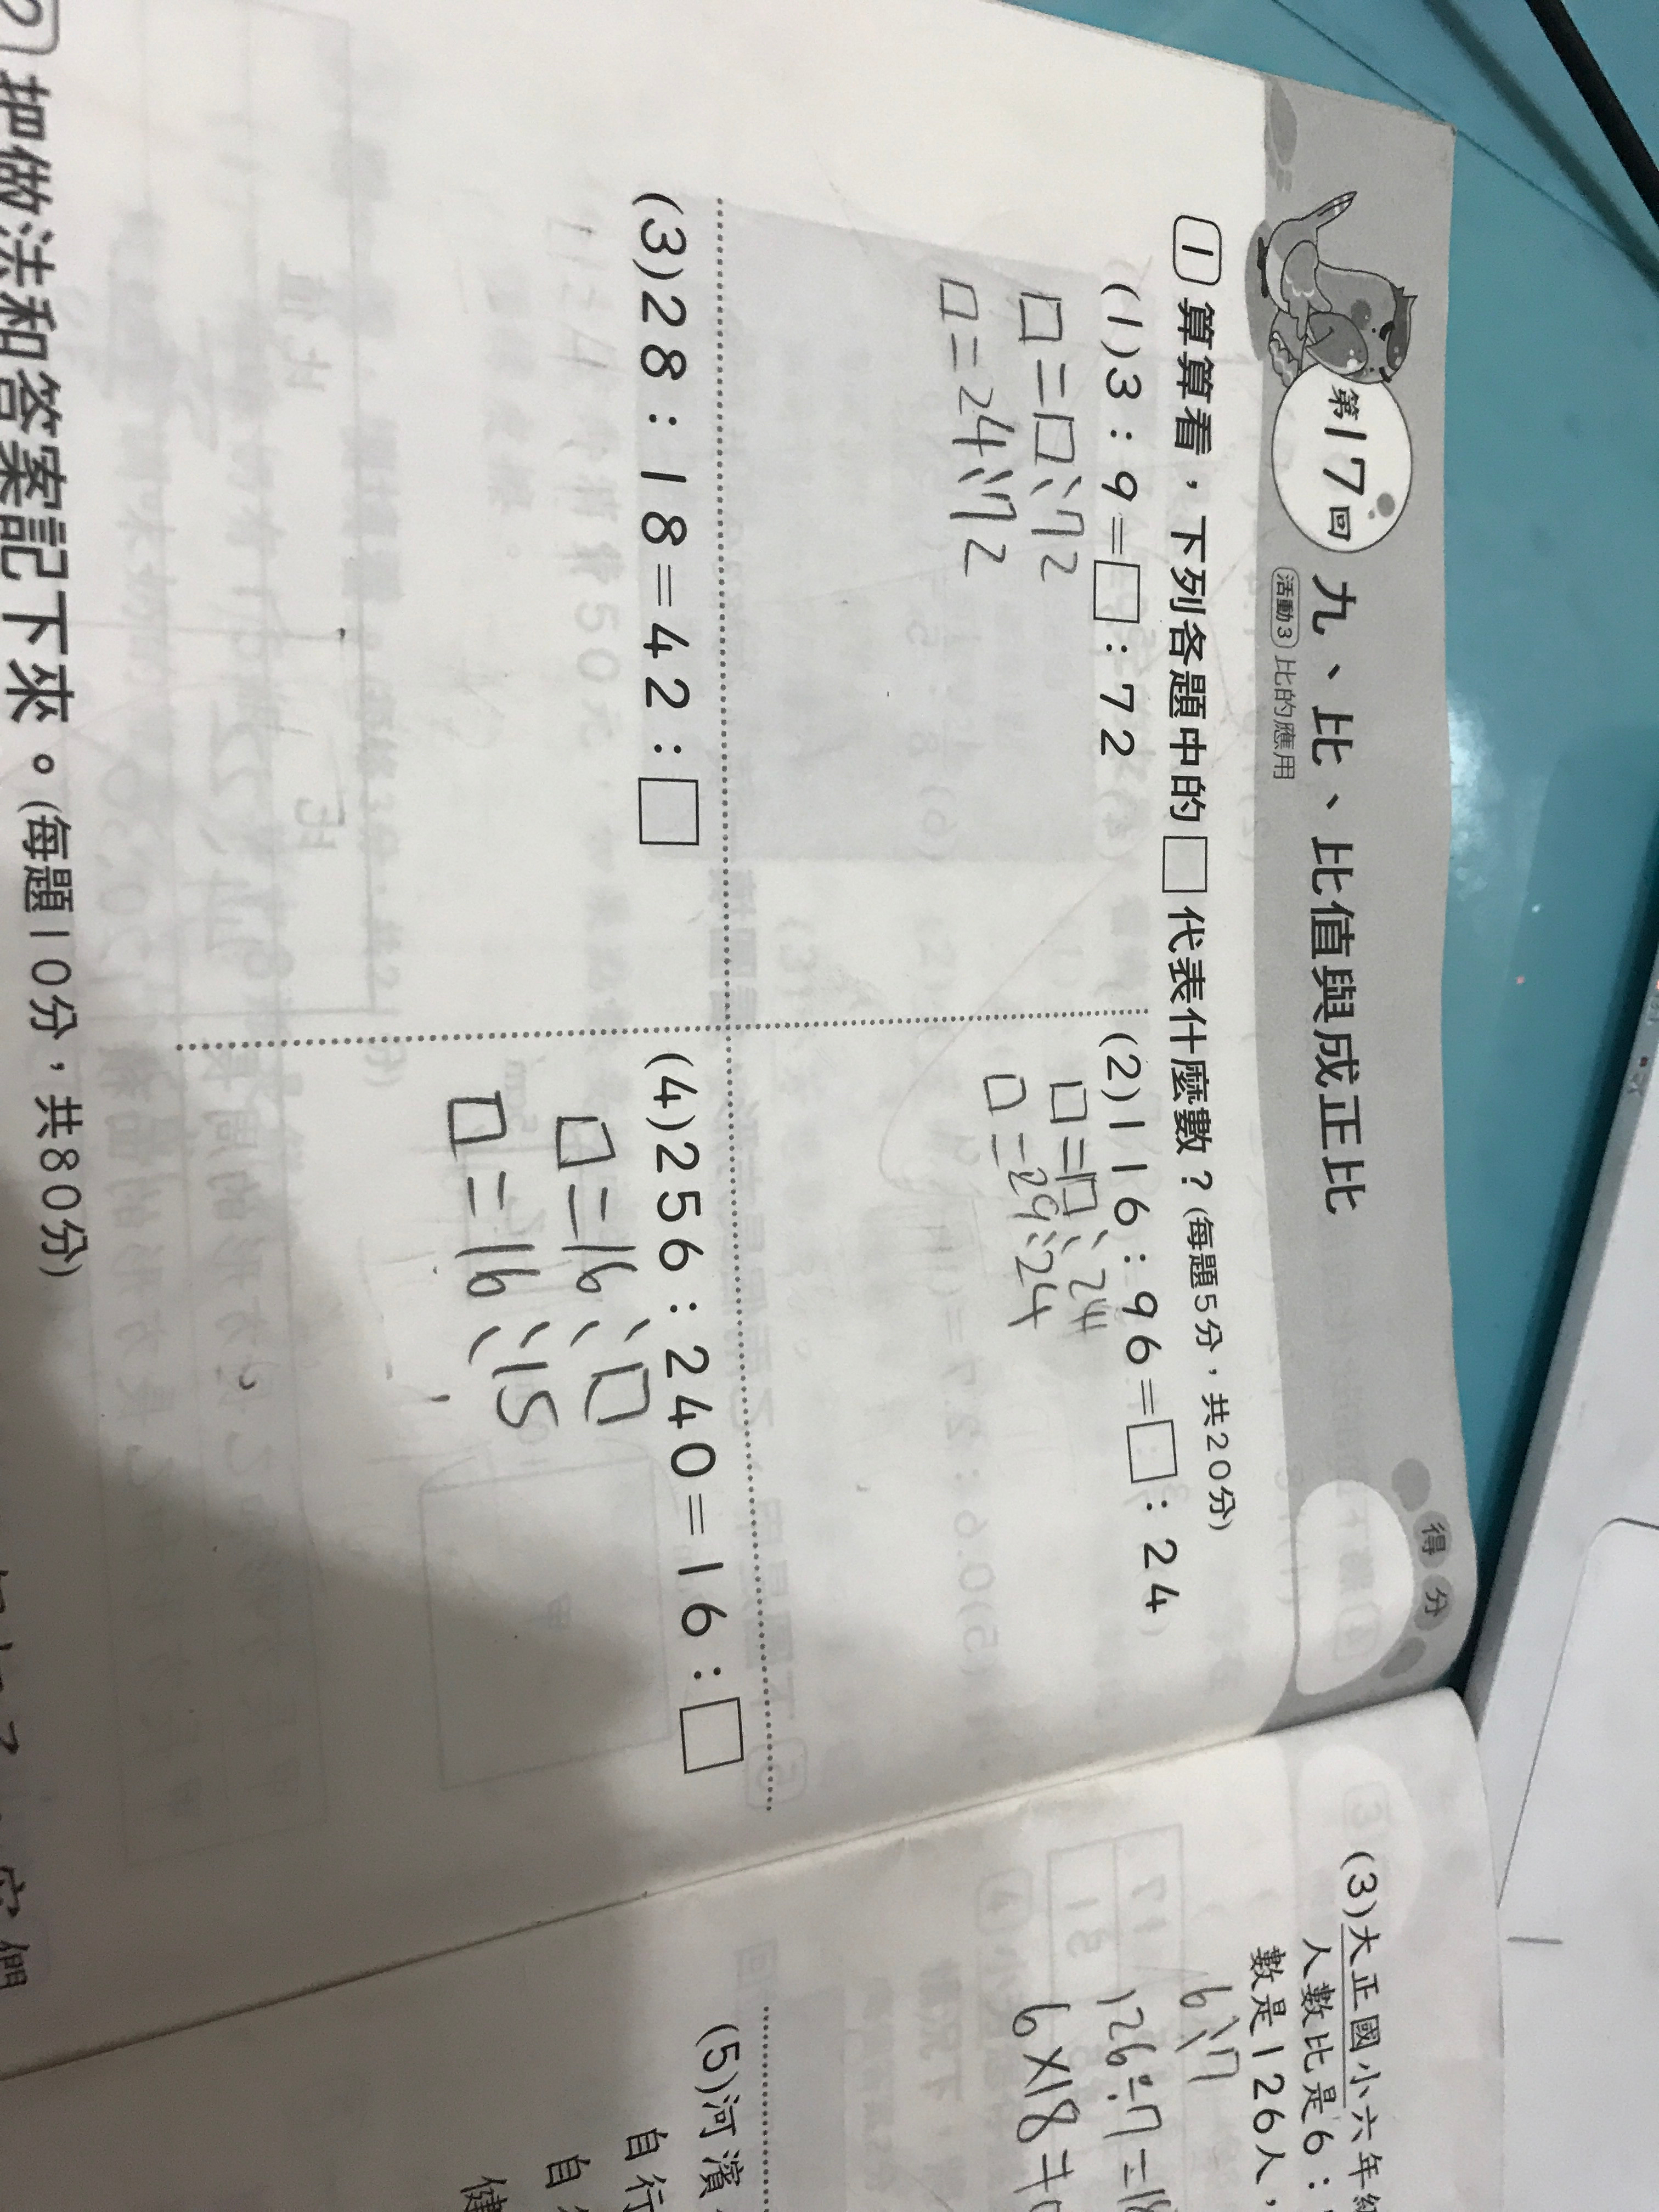 第17回
九、比、比值與成正比
活動3 比的應用
得分
1 算算看，下列各題中的□代表什麼數？(每題5分，共20分)
(1)3：9＝□：72
□=□:72
□=24:72
(2)116：96＝□：24
□=□:24
□=29:24
(3)28：18＝42：□
(4)256：240＝16：□
□=16:□
□=16:15
2 把做法和答案記下來。(每題10分，共80分)
(3)大正國小六年
人數比是6：
數是126人，
6:7
126÷7=18
6×18=
(5)河濱
自行
自
健